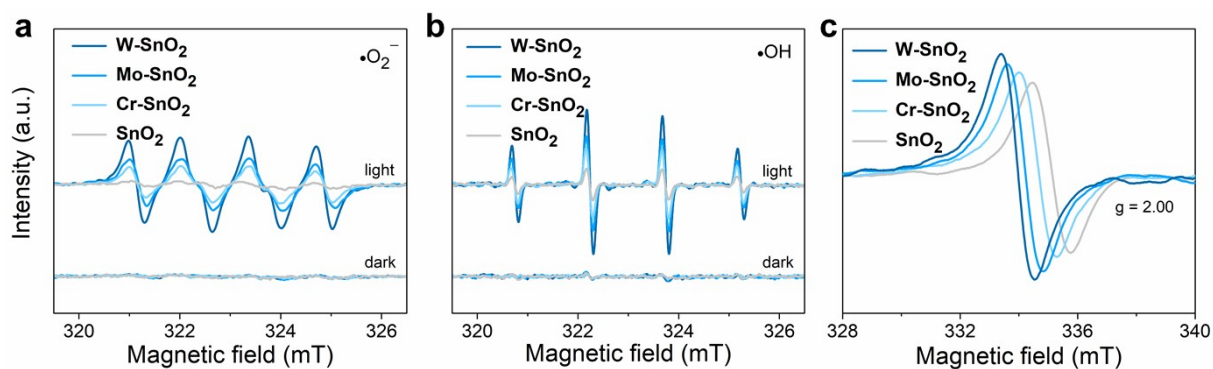 a
W-SnO₂
Mo-SnO₂
Cr-SnO₂
SnO₂
•O₂⁻
light
dark
Intensity (a.u.)
320 322 324 326
Magnetic field (mT)
b
W-SnO₂
Mo-SnO₂
Cr-SnO₂
SnO₂
•OH
light
dark
320 322 324 326
Magnetic field (mT)
c
W-SnO₂
Mo-SnO₂
Cr-SnO₂
SnO₂
g = 2.00
328 332 336 340
Magnetic field (mT)